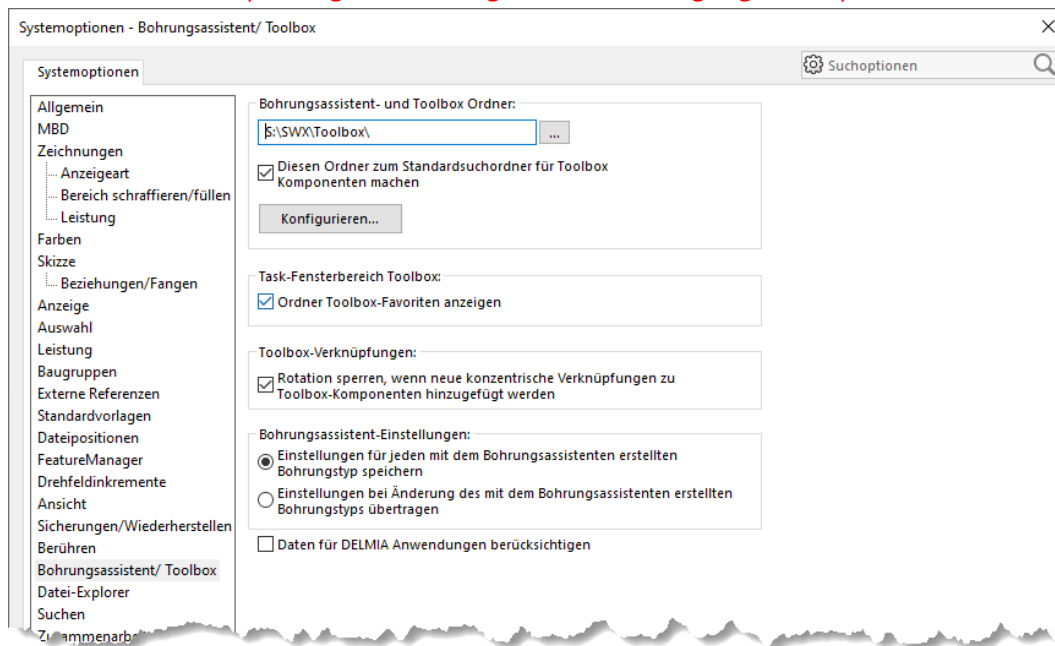 Systemoptionen - Bohrungsassistent/ Toolbox
Systemoptionen
Suchoptionen
Allgemein
MBD
Zeichnungen
Anzeigeart
Bereich schraffieren/füllen
Leistung
Farben
Skizze
Beziehungen/Fangen
Anzeige
Auswahl
Leistung
Baugruppen
Externe Referenzen
Standardvorlagen
Dateipositionen
FeatureManager
Drehfeldinkremente
Ansicht
Sicherungen/Wiederherstellen
Berühren
Bohrungsassistent/ Toolbox
Datei-Explorer
Suchen
Bohrungsassistent- und Toolbox Ordner:
S:\SWX\Toolbox\
...
Diesen Ordner zum Standardsuchordner für Toolbox
Komponenten machen
Konfigurieren...
Task-Fensterbereich Toolbox:
Ordner Toolbox-Favoriten anzeigen
Toolbox-Verknüpfungen:
Rotation sperren, wenn neue konzentrische Verknüpfungen zu
Toolbox-Komponenten hinzugefügt werden
Bohrungsassistent-Einstellungen:
Einstellungen für jeden mit dem Bohrungsassistenten erstellten
Bohrungstyp speichern
Einstellungen bei Änderung des mit dem Bohrungsassistenten erstellten
Bohrungstyps übertragen
Daten für DELMIA Anwendungen berücksichtigen